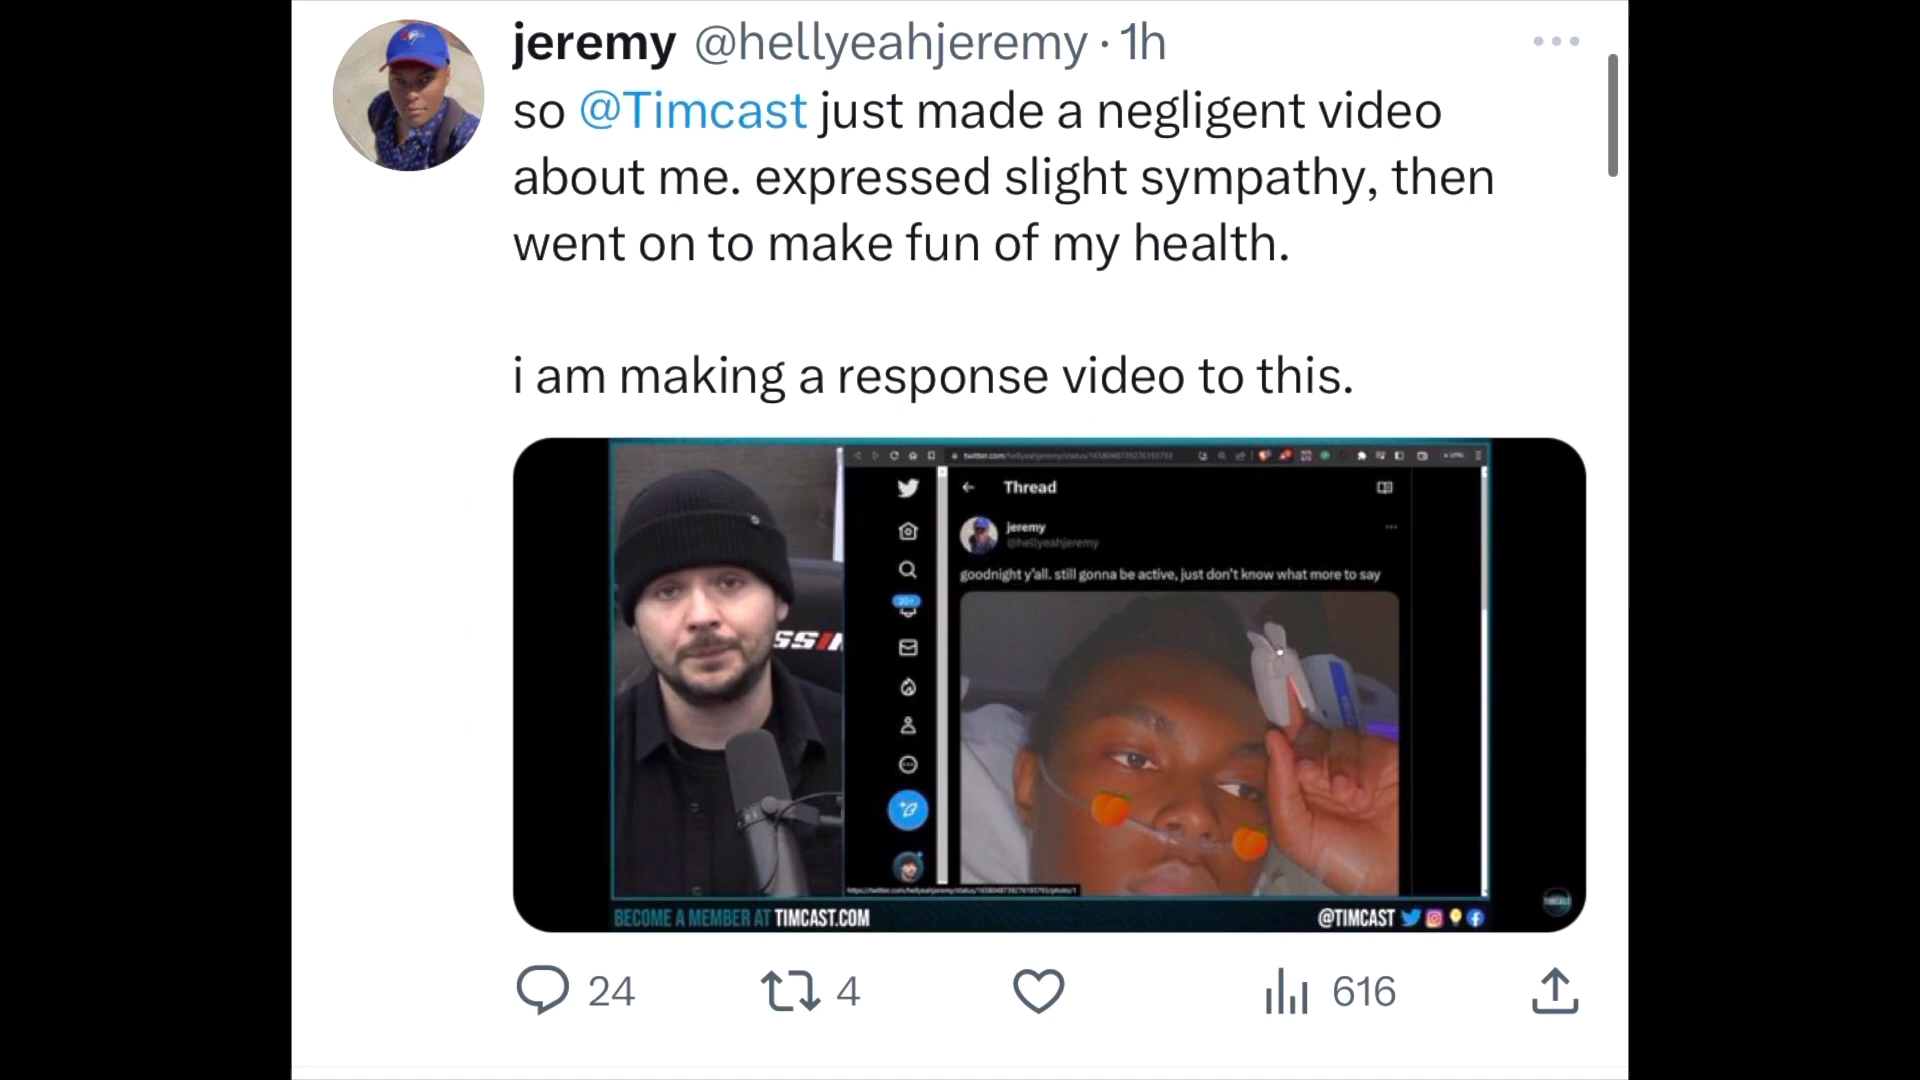 jeremy @hellyeahjeremy · 1h
so @Timcast just made a negligent video
about me. expressed slight sympathy, then
went on to make fun of my health.
i am making a response video to this.
Thread
jeremy
@hellyeahjeremy
goodnight y'all. still gonna be active, just don't know what more to say
20+
BECOME A MEMBER AT TIMCAST.COM
@TIMCAST
24 4 616